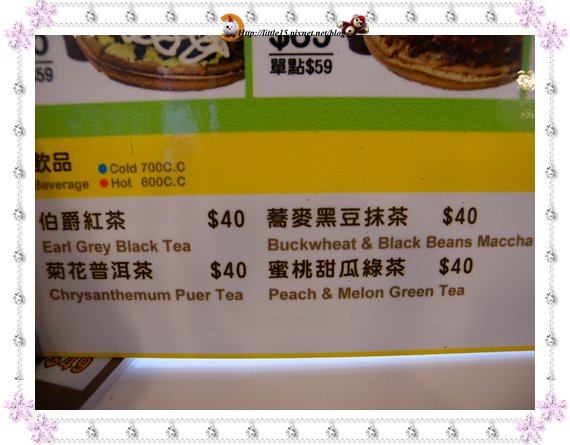 Http://little15.pixnet.net/blog
$59
單點$59
飲品 Cold 700C.C
Beverage Hot 600C.C
伯爵紅茶 $40 蕎麥黑豆抹茶 $40
Earl Grey Black Tea Buckwheat & Black Beans Maccha
菊花普洱茶 $40 蜜桃甜瓜綠茶 $40
Chrysanthemum Puer Tea Peach & Melon Green Tea
$49